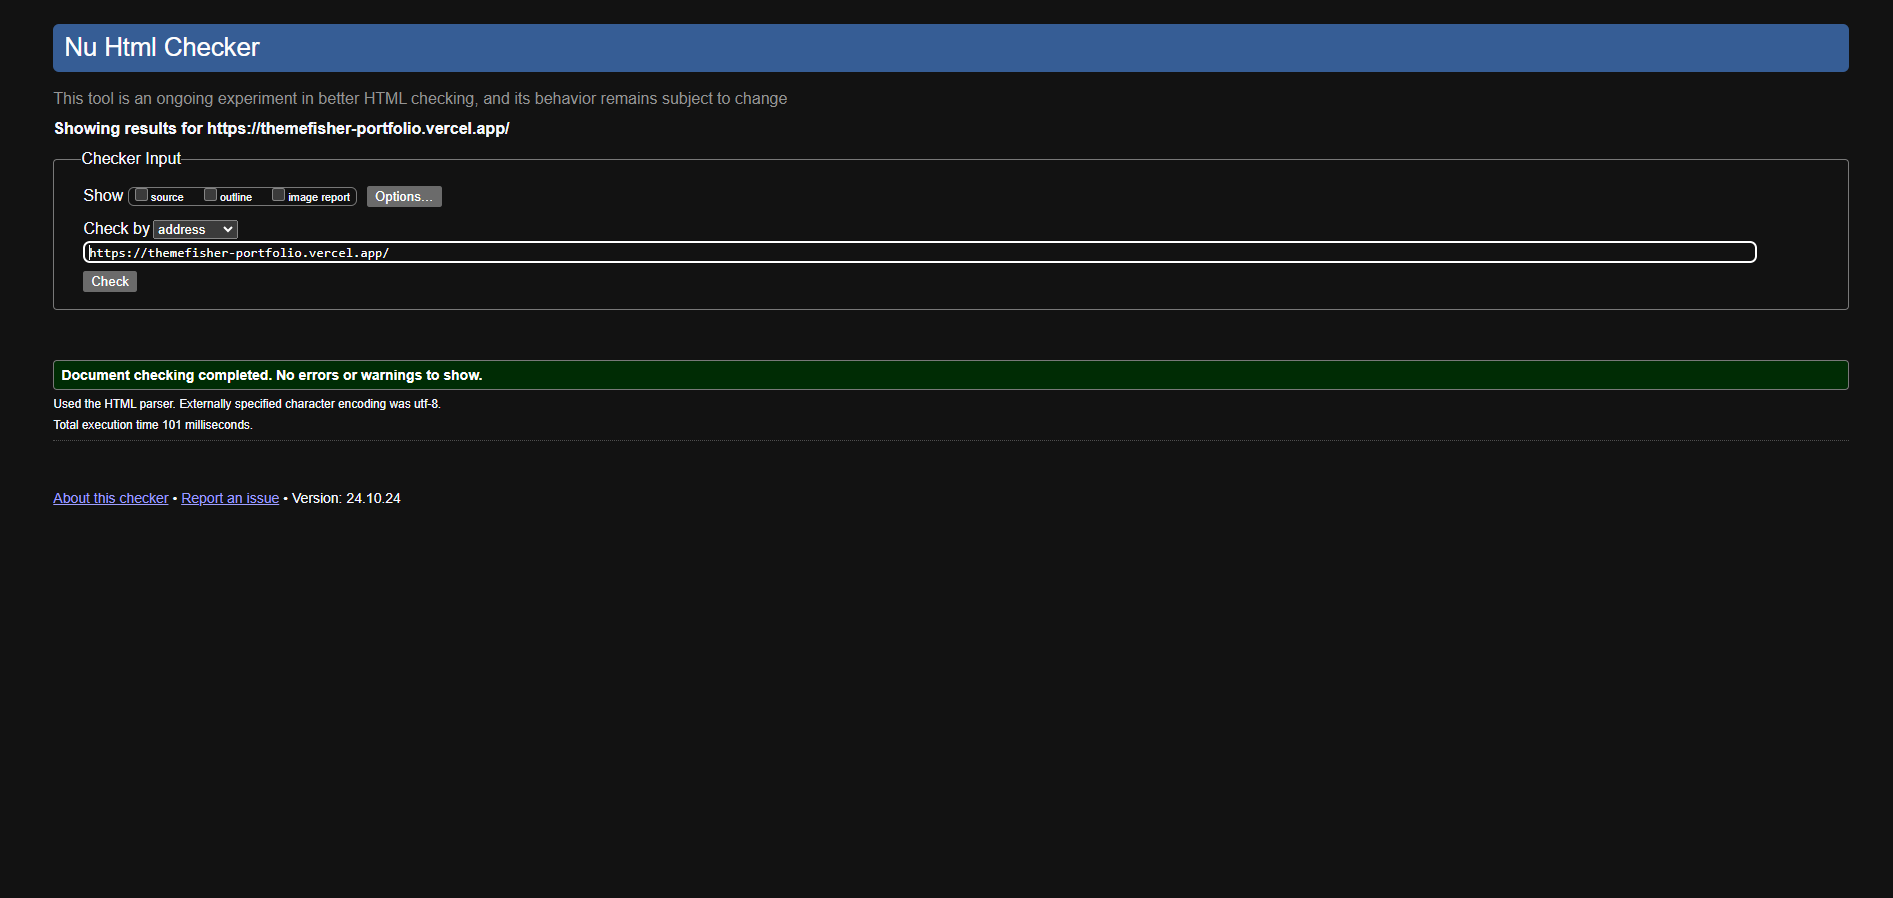 Nu Html Checker
This tool is an ongoing experiment in better HTML checking, and its behavior remains subject to change
Showing results for https://themefisher-portfolio.vercel.app/
Checker Input
Show source outline image report Options...
Check by address
https://themefisher-portfolio.vercel.app/
Check
Document checking completed. No errors or warnings to show.
Used the HTML parser. Externally specified character encoding was utf-8.
Total execution time 101 milliseconds.
About this checker • Report an issue • Version: 24.10.24